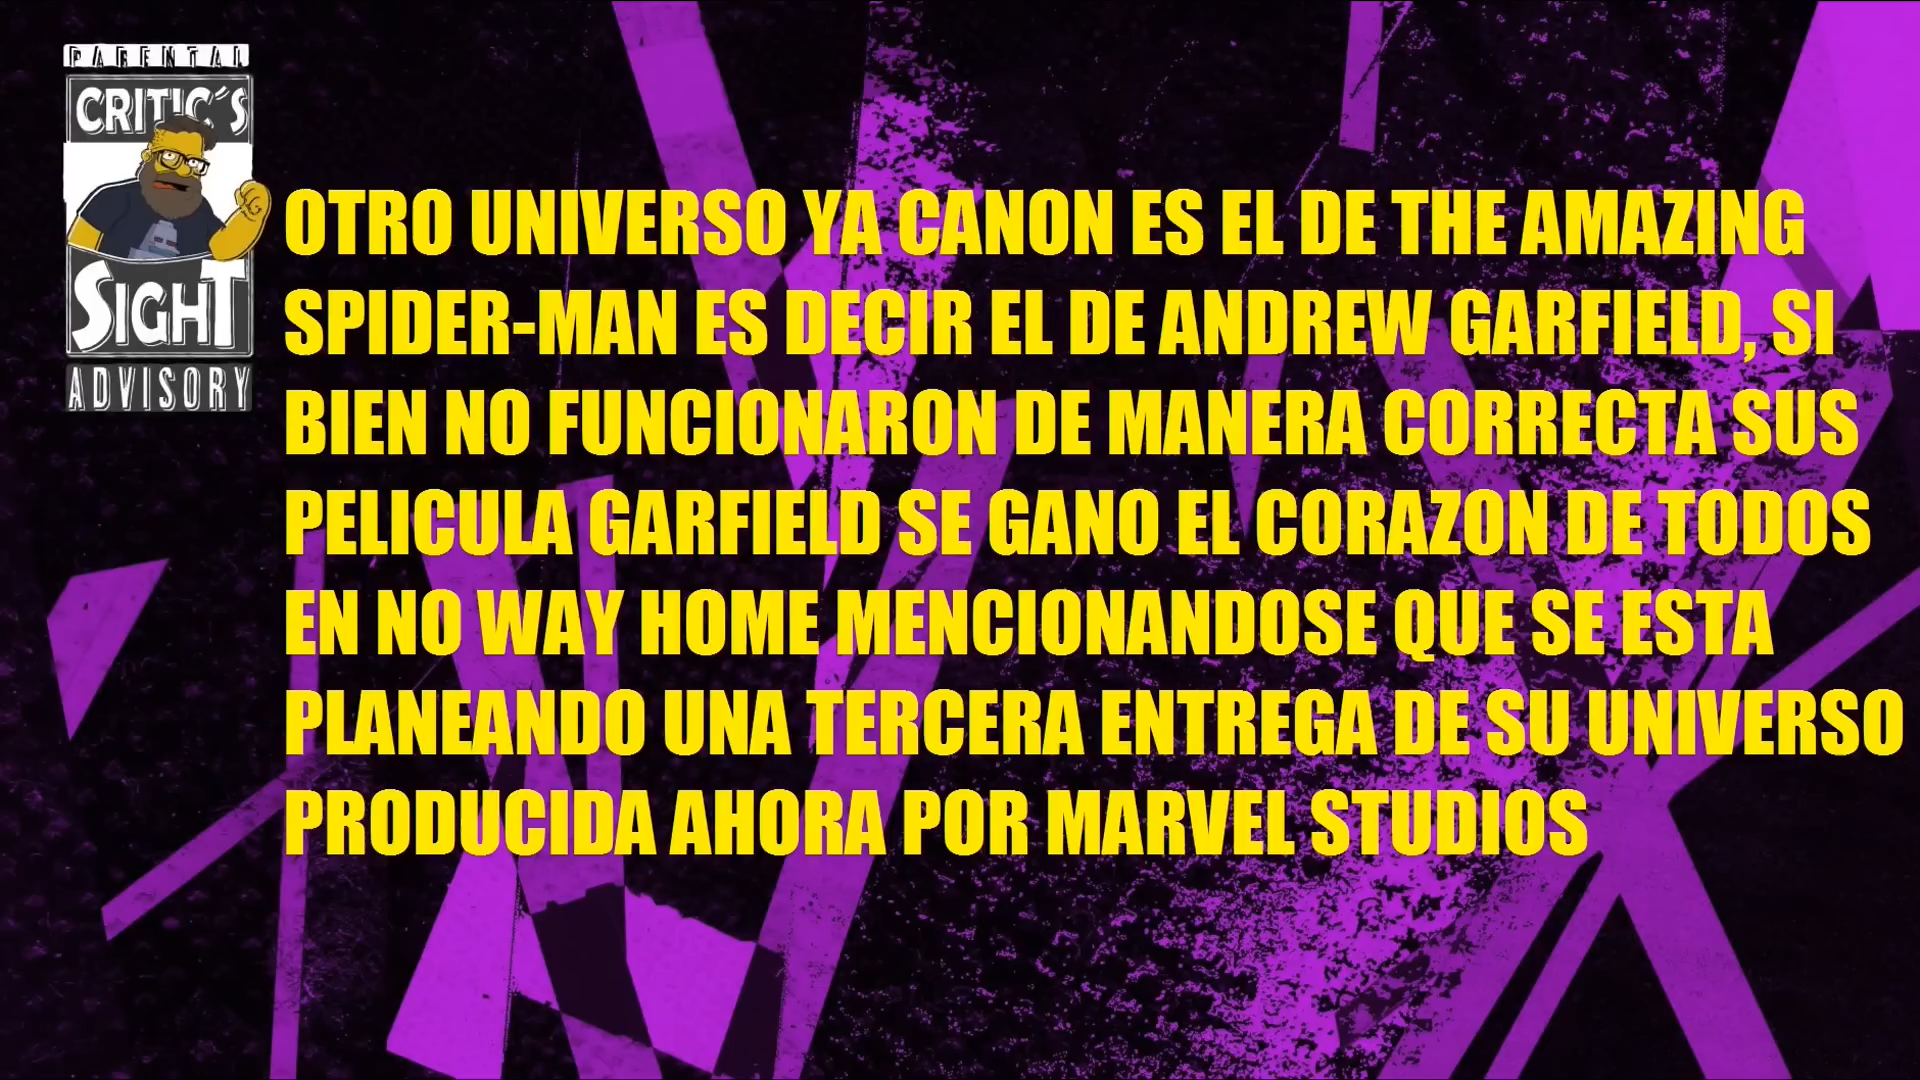 PARENTAL
CRITIC´S
SIGHT
ADVISORY
OTRO UNIVERSO YA CANON ES EL DE THE AMAZING
SPIDER-MAN ES DECIR EL DE ANDREW GARFIELD, SI
BIEN NO FUNCIONARON DE MANERA CORRECTA SUS
PELICULA GARFIELD SE GANO EL CORAZON DE TODOS
EN NO WAY HOME MENCIONANDOSE QUE SE ESTA
PLANEANDO UNA TERCERA ENTREGA DE SU UNIVERSO
PRODUCIDA AHORA POR MARVEL STUDIOS